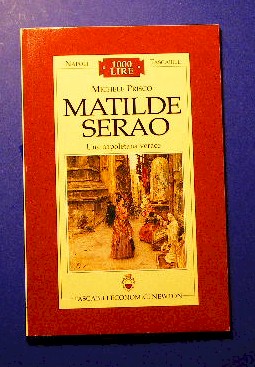 NAPOLI 1000 LIRE TASCABILE
MICHELE PRISCO
MATILDE
SERAO
Una napoletana verace
TASCABILI ECONOMICI NEWTON